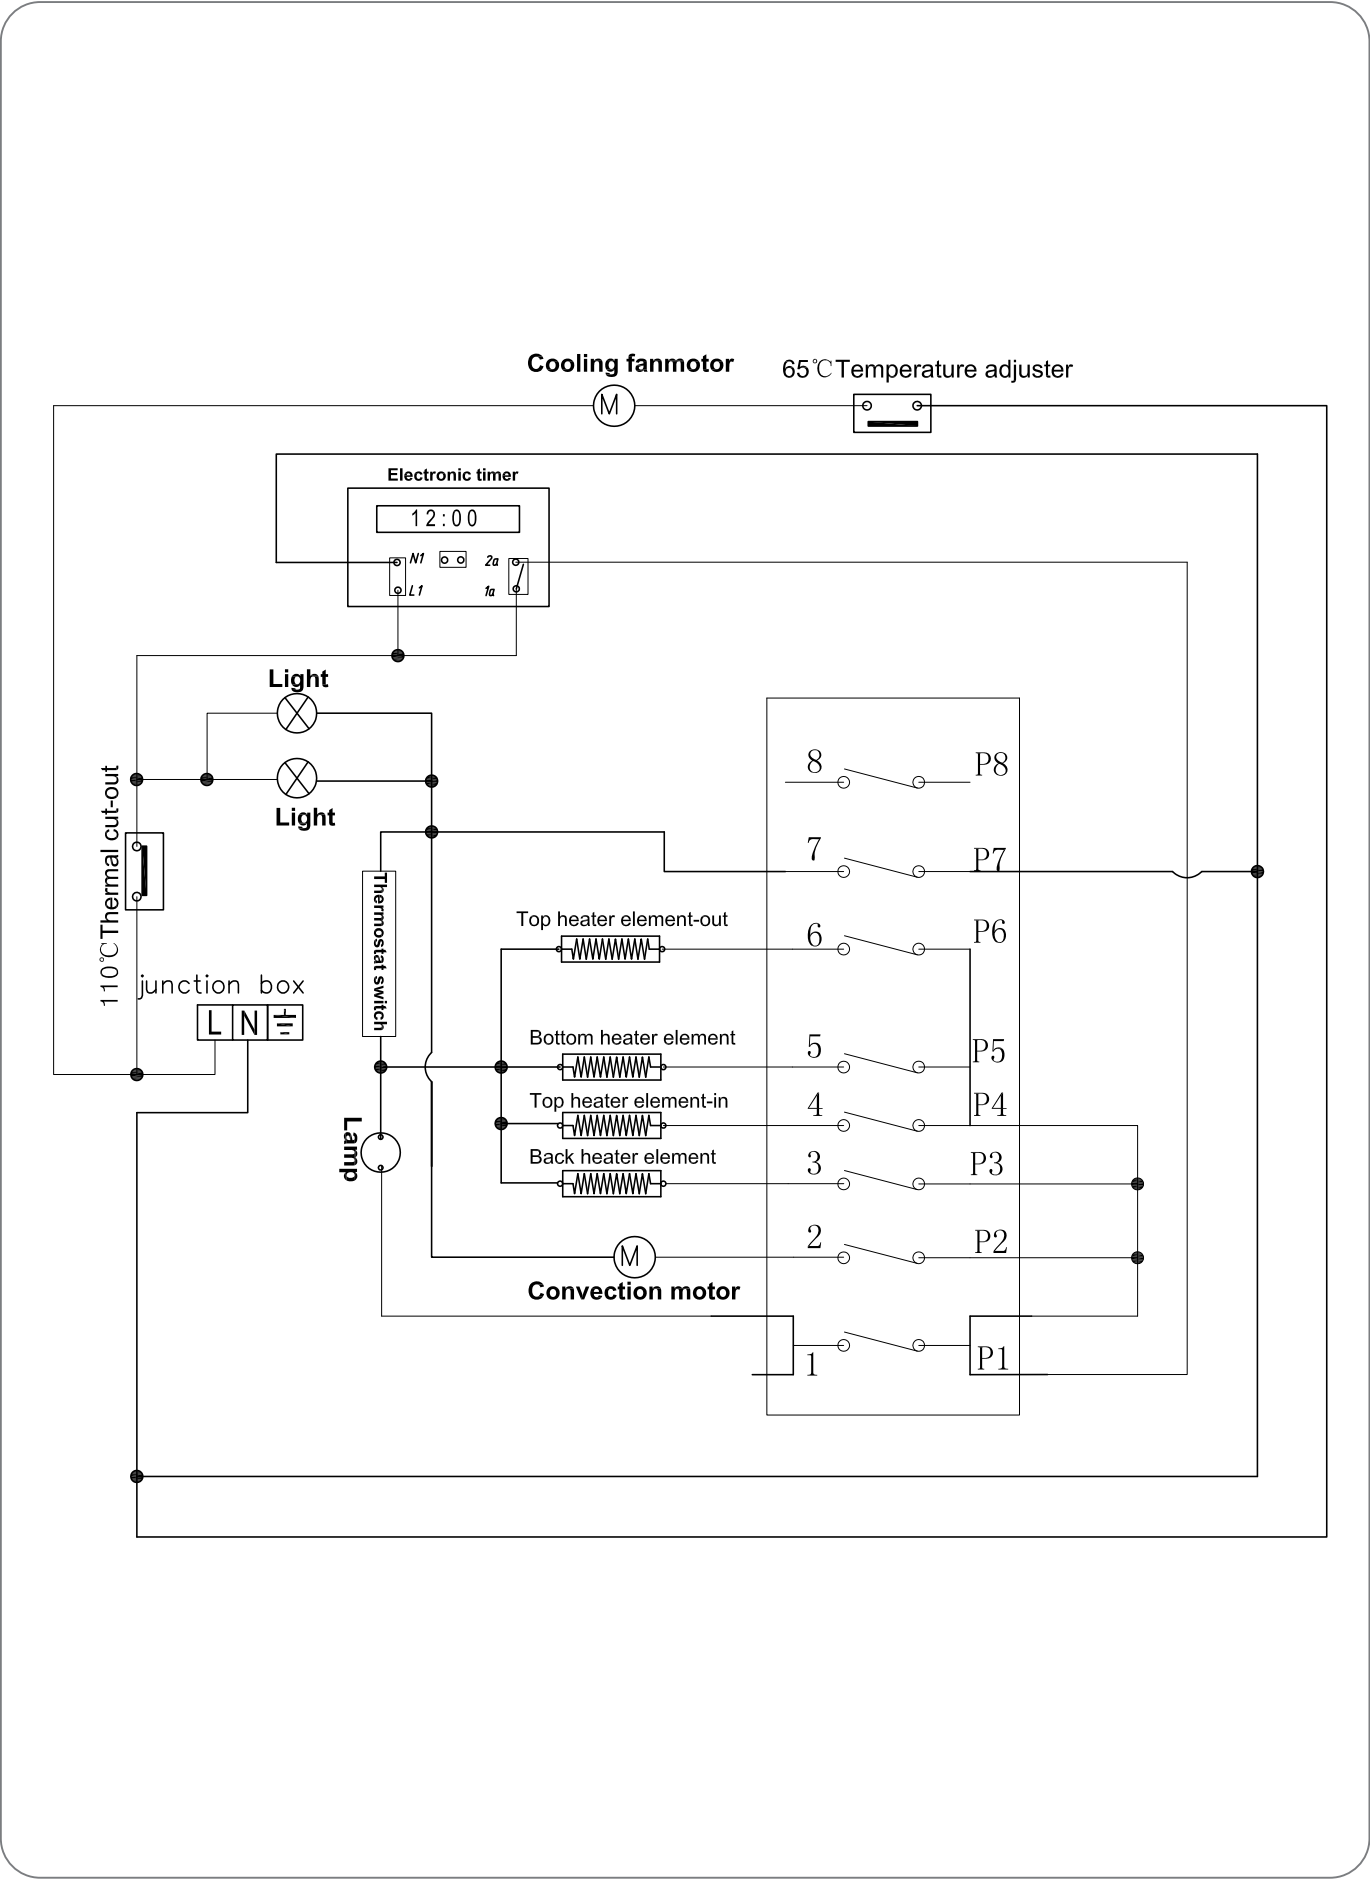 Cooling fanmotor
65℃Temperature adjuster
M
Electronic timer
12:00
N1
2a
L1
1a
Light
Light
110℃Thermal cut-out
8
P8
7
P7
Thermostat switch
Top heater element-out
6
P6
junction box
L N
Bottom heater element
5
P5
Top heater element-in
4
P4
Lamp
Back heater element
3
P3
2
P2
M
Convection motor
1
P1